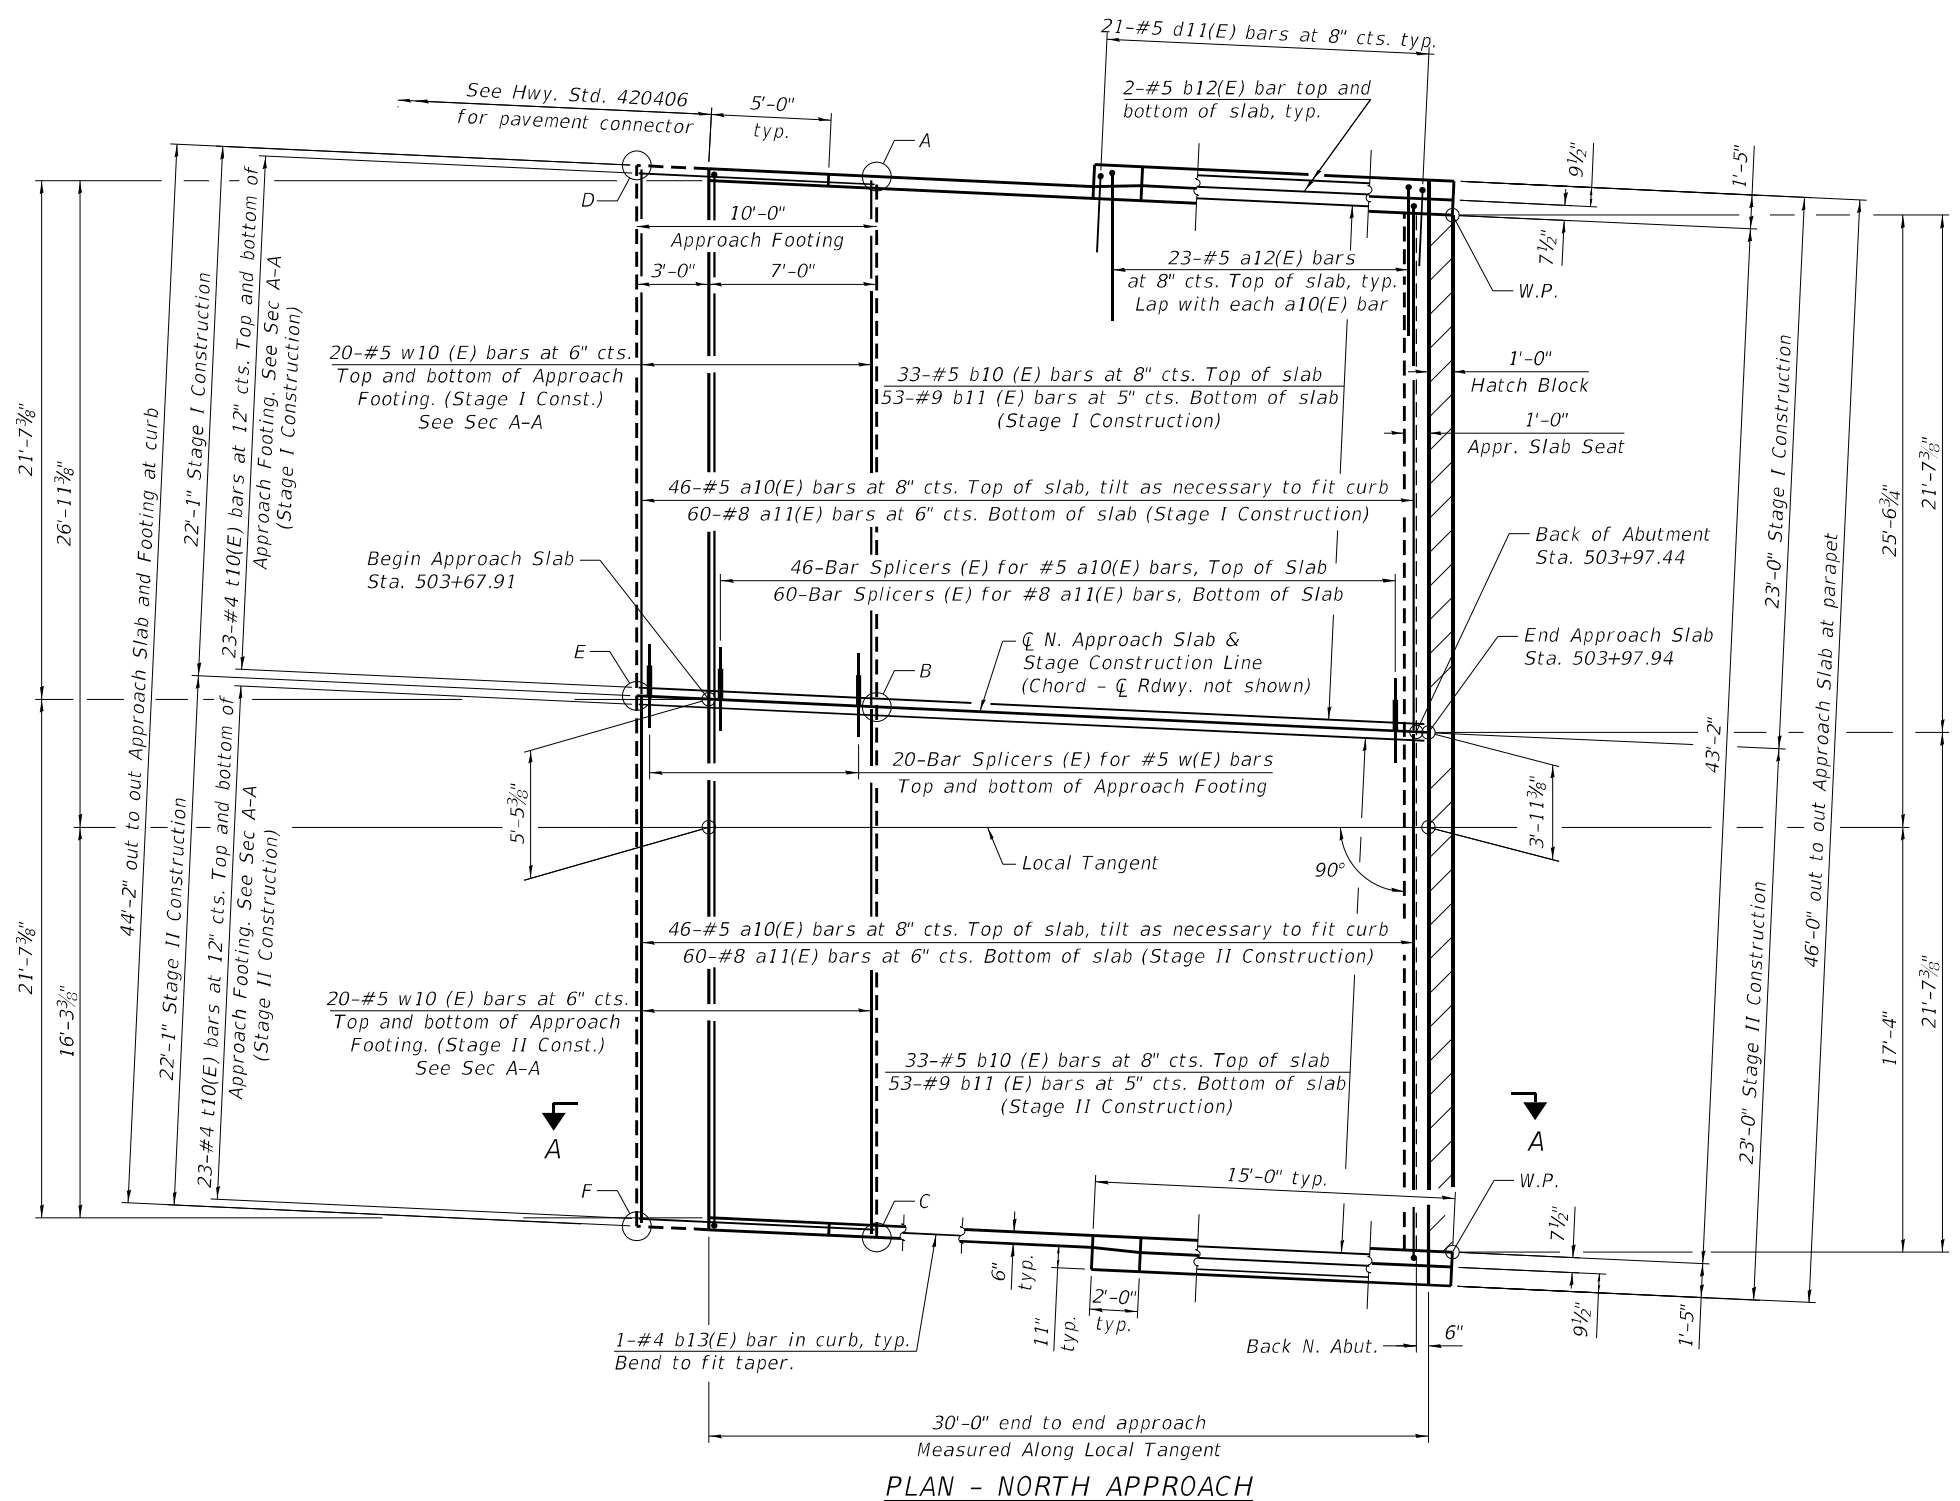 21-#5 d11(E) bars at 8" cts. typ.
See Hwy. Std. 420406
for pavement connector
5'-0"
typ.
2-#5 b12(E) bar top and
bottom of slab, typ.
A
D
9½"
1'-5"
7½"
10'-0"
Approach Footing
3'-0"
7'-0"
23-#5 a12(E) bars
at 8" cts. Top of slab, typ.
Lap with each a10(E) bar
W.P.
20-#5 w10 (E) bars at 6" cts.
Top and bottom of Approach
Footing. (Stage I Const.)
See Sec A-A
33-#5 b10 (E) bars at 8" cts. Top of slab
53-#9 b11 (E) bars at 5" cts. Bottom of slab
(Stage I Construction)
1'-0"
Hatch Block
1'-0"
Appr. Slab Seat
46-#5 a10(E) bars at 8" cts. Top of slab, tilt as necessary to fit curb
60-#8 a11(E) bars at 6" cts. Bottom of slab (Stage I Construction)
Begin Approach Slab
Sta. 503+67.91
46-Bar Splicers (E) for #5 a10(E) bars, Top of Slab
60-Bar Splicers (E) for #8 a11(E) bars, Bottom of Slab
Back of Abutment
Sta. 503+97.44
℄ N. Approach Slab &
Stage Construction Line
(Chord - ℄ Rdwy. not shown)
End Approach Slab
Sta. 503+97.94
E
B
21'-7⅜"
26'-11⅜"
44'-2" out to out Approach Slab and Footing at curb
22'-1" Stage I Construction
23-#4 t10(E) bars at 12" cts. Top and bottom of
Approach Footing. See Sec A-A
(Stage I Construction)
23'-0" Stage I Construction
25'-6¾"
21'-7⅜"
43'-2"
46'-0" out to out Approach Slab at parapet
20-Bar Splicers (E) for #5 w(E) bars
Top and bottom of Approach Footing
5'-5⅜"
3'-11⅜"
Local Tangent
90°
46-#5 a10(E) bars at 8" cts. Top of slab, tilt as necessary to fit curb
60-#8 a11(E) bars at 6" cts. Bottom of slab (Stage II Construction)
20-#5 w10 (E) bars at 6" cts.
Top and bottom of Approach
Footing. (Stage II Const.)
See Sec A-A
33-#5 b10 (E) bars at 8" cts. Top of slab
53-#9 b11 (E) bars at 5" cts. Bottom of slab
(Stage II Construction)
21'-7⅜"
16'-3⅜"
22'-1" Stage II Construction
23-#4 t10(E) bars at 12" cts. Top and bottom of
Approach Footing. See Sec A-A
(Stage II Construction)
23'-0" Stage II Construction
17'-4"
21'-7⅜"
A
A
F
C
15'-0" typ.
W.P.
7½"
9½"
1'-5"
6"
typ.
11"
typ.
2'-0"
typ.
1-#4 b13(E) bar in curb, typ.
Bend to fit taper.
Back N. Abut.
6"
30'-0" end to end approach
Measured Along Local Tangent
PLAN - NORTH APPROACH